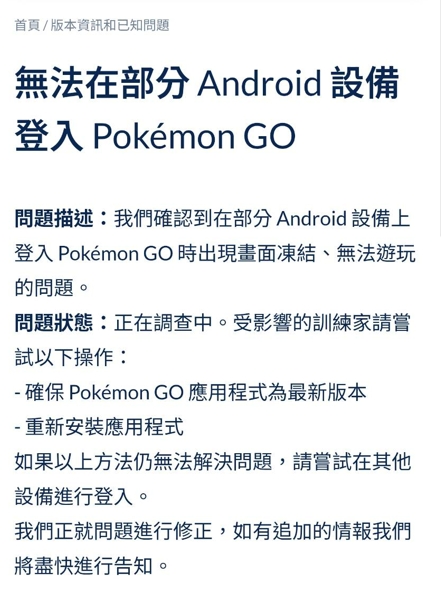 首頁 / 版本資訊和已知問題
無法在部分 Android 設備
登入 Pokémon GO
問題描述：我們確認到在部分 Android 設備上
登入 Pokémon GO 時出現畫面凍結、無法遊玩
的問題。
問題狀態：正在調查中。受影響的訓練家請嘗
試以下操作：
- 確保 Pokémon GO 應用程式為最新版本
- 重新安裝應用程式
如果以上方法仍無法解決問題，請嘗試在其他
設備進行登入。
我們正就問題進行修正，如有追加的情報我們
將盡快進行告知。